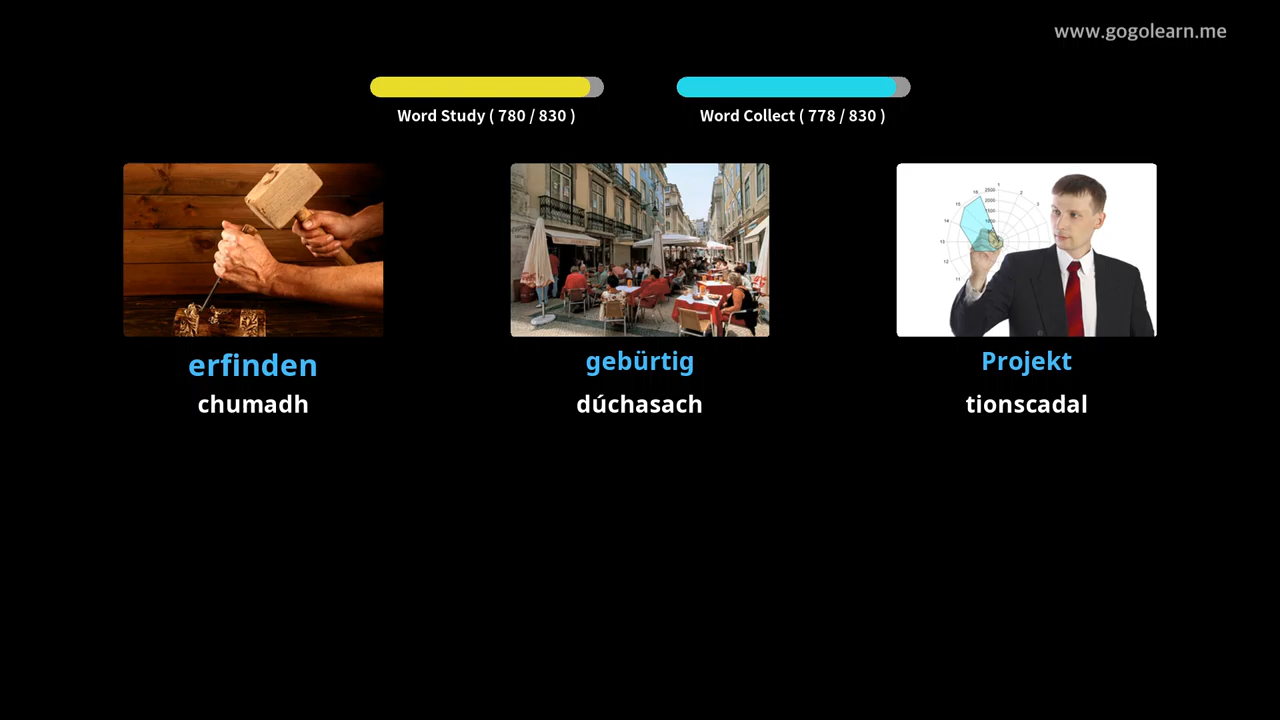 www.gogolearn.me
Word Study ( 780 / 830 )
Word Collect ( 778 / 830 )
erfinden
gebürtig
Projekt
chumadh
dúchasach
tionscadal